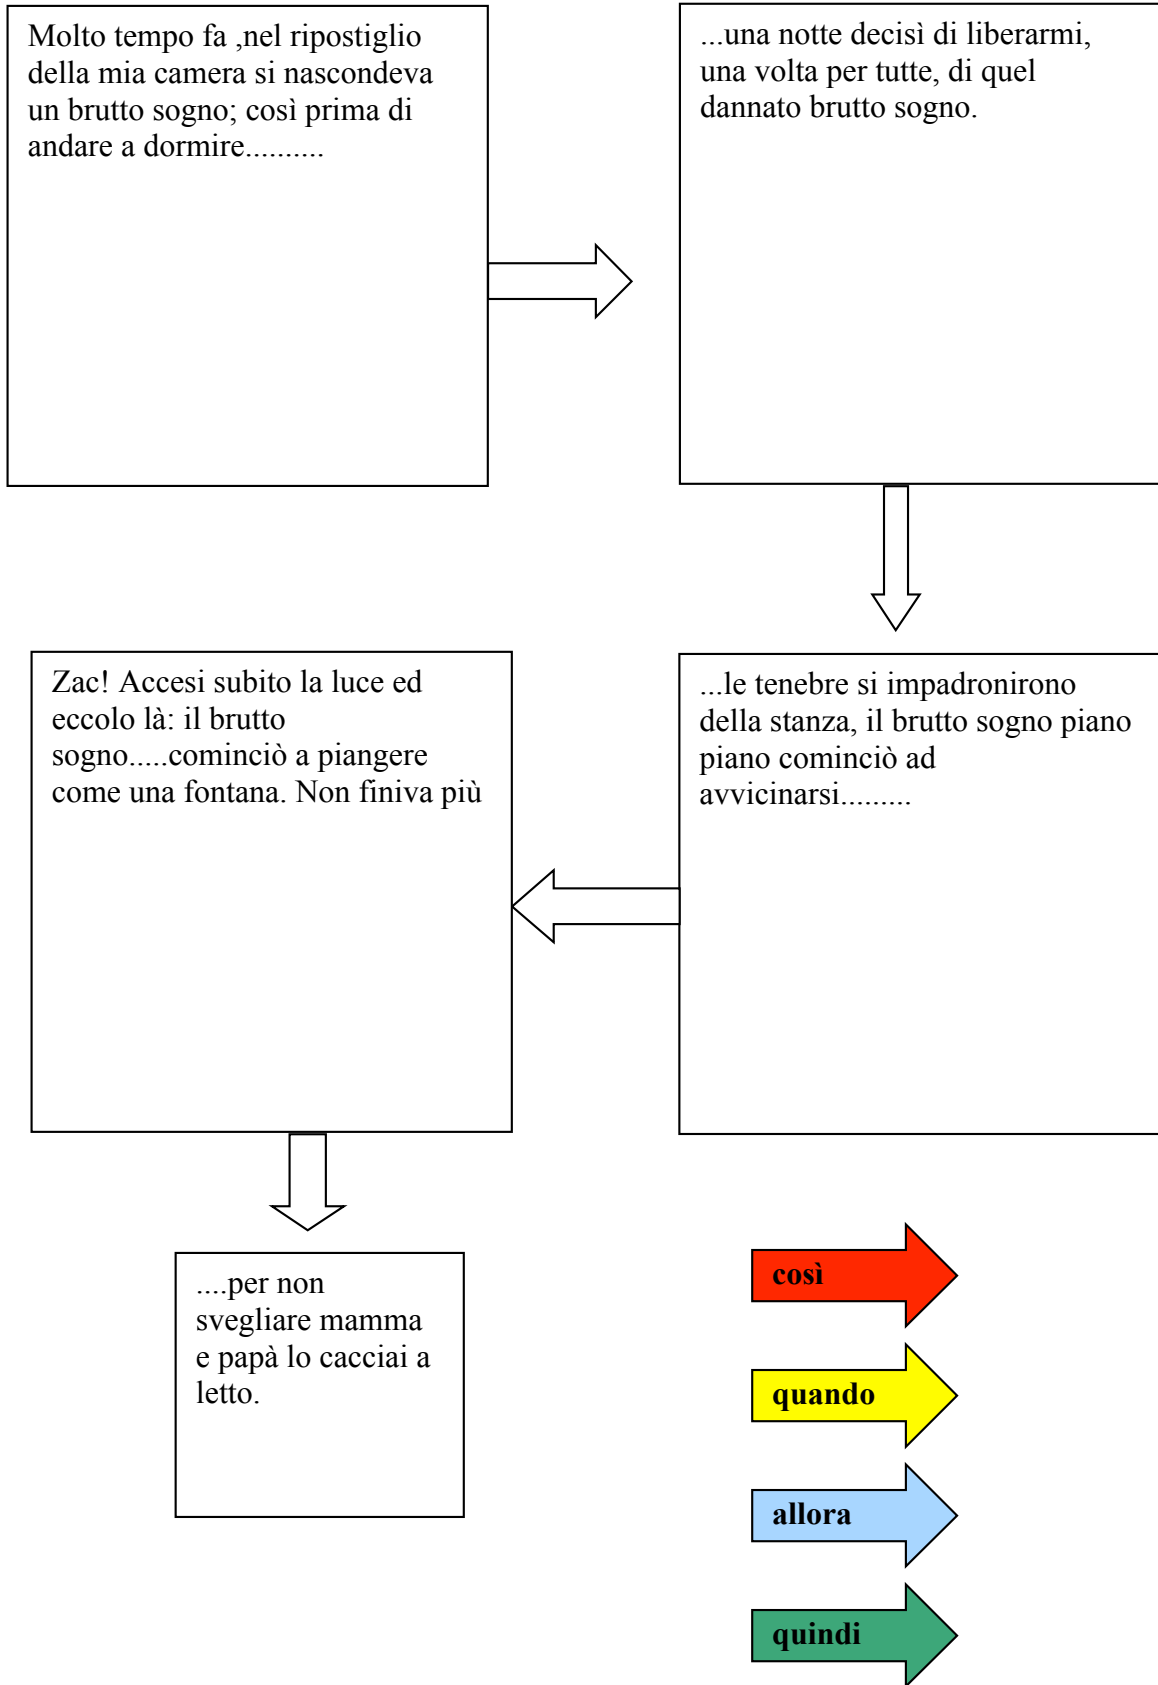 Molto tempo fa ,nel ripostiglio
della mia camera si nascondeva
un brutto sogno; così prima di
andare a dormire..........
...una notte decisì di liberarmi,
una volta per tutte, di quel
dannato brutto sogno.
...le tenebre si impadronirono
della stanza, il brutto sogno piano
piano cominciò ad
avvicinarsi.........
Zac! Accesi subito la luce ed
eccolo là: il brutto
sogno.....cominciò a piangere
come una fontana. Non finiva più
....per non
svegliare mamma
e papà lo cacciai a
letto.
così
quando
allora
quindi